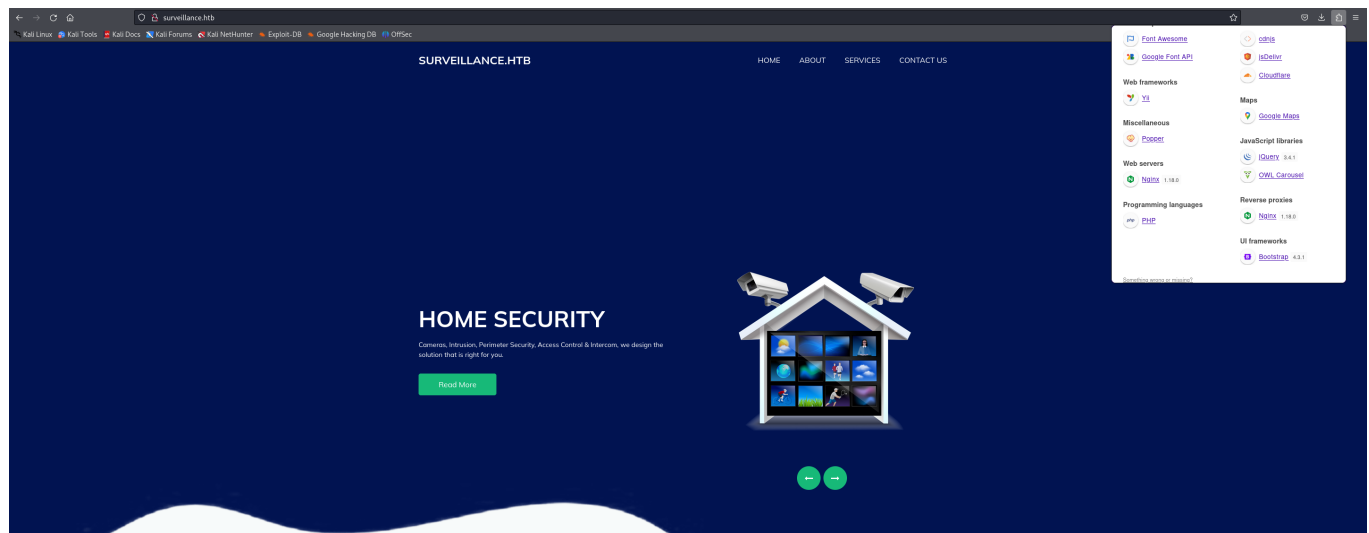 surveillance.htb
Kali Linux Kali Tools Kali Docs Kali Forums Kali NetHunter Exploit-DB Google Hacking DB OffSec
SURVEILLANCE.HTB
HOME ABOUT SERVICES CONTACT US
HOME SECURITY
Cameras, Intrusion, Perimeter Security, Access Control & Intercom, we design the
solution that is right for you.
Read More
Font Awesome
Google Font API
Web frameworks
Yii
Miscellaneous
Popper
Web servers
Nginx 1.18.0
Programming languages
php PHP
Something wrong or missing?
cdnjs
jsDelivr
Cloudflare
Maps
Google Maps
JavaScript libraries
jQuery 3.4.1
OWL Carousel
Reverse proxies
Nginx 1.18.0
UI frameworks
Bootstrap 4.3.1